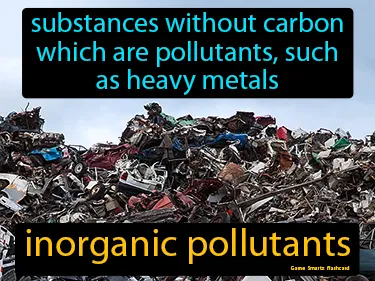 substances without carbon
which are pollutants, such
as heavy metals
inorganic pollutants
Game Smartz flashcard